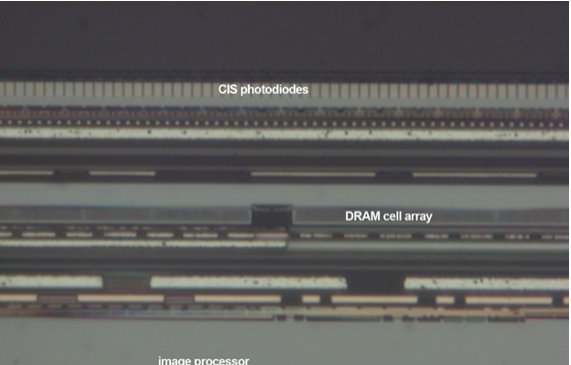 CIS photodiodes
DRAM cell array
image processor